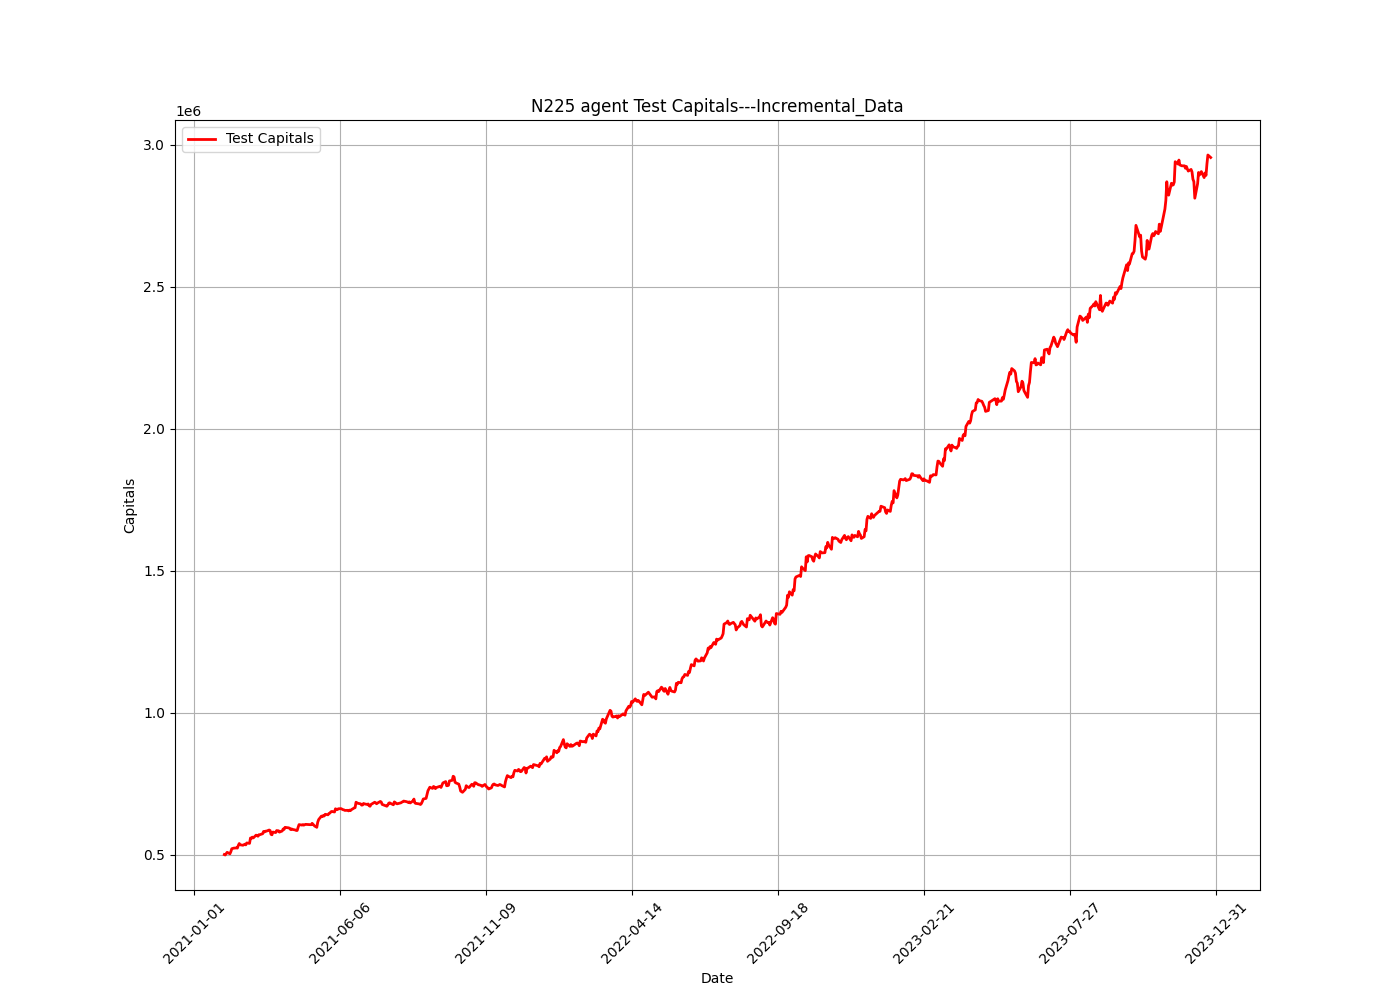 N225 agent Test Capitals---Incremental_Data
1e6
Test Capitals
3.0
2.5
2.0
1.5
1.0
0.5
Capitals
2021-01-01
2021-06-06
2021-11-09
2022-04-14
2022-09-18
2023-02-21
2023-07-27
2023-12-31
Date